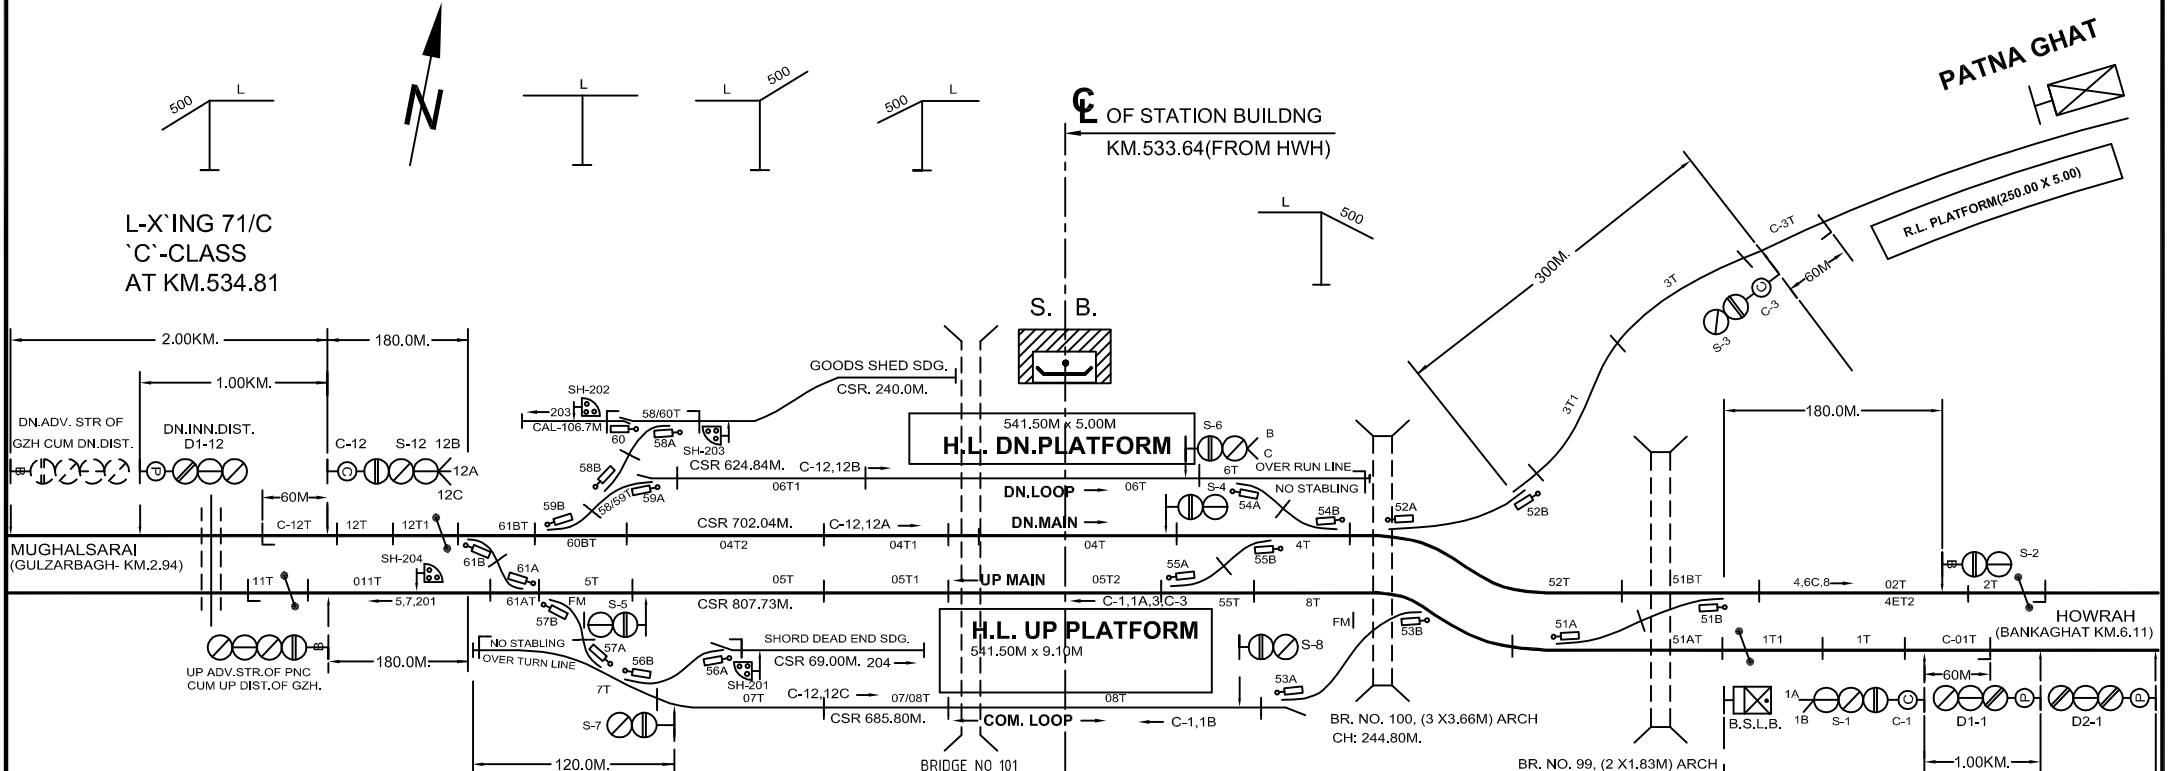 PATNA GHAT
500 L
N
L
L 500
500 L
C L OF STATION BUILDNG
KM.533.64(FROM HWH)
R.L. PLATFORM(250.00 X 5.00)
L-X`ING 71/C
`C`-CLASS
AT KM.534.81
L 500
C-3T
300M.
60M
3T
C-3
S-3
S. B.
2.00KM.
180.0M.
1.00KM.
GOODS SHED SDG.
CSR. 240.0M.
3T1
180.0M.
SH-202
203
58/60T
CAL-106.7M
60
58A
SH-203
541.50M x 5.00M
H.L. DN.PLATFORM
S-6
B
C
DN.ADV. STR OF
GZH CUM DN.DIST.
DN.INN.DIST.
D1-12
C-12
S-12
12B
12A
12C
B
P
C
58B
CSR 624.84M.
C-12,12B
6T
OVER RUN LINE
NO STABLING
06T1
DN.LOOP
06T
59B
58/59T
59A
S-4
54A
54B
52A
52B
60M
C-12T
12T
12T1
61BT
CSR 702.04M.
C-12,12A
DN.MAIN
60BT
04T2
04T1
04T
4T
MUGHALSARAI
(GULZARBAGH- KM.2.94)
SH-204
61B
61A
55A
55B
B
S-2
11T
011T
5T
05T
05T1
UP MAIN
05T2
52T
51BT
4,6C,8
02T
2T
5,7,201
61AT
FM
S-5
CSR 807.73M.
C-1,1A,3,C-3
55T
8T
4ET2
57B
H.L. UP PLATFORM
541.50M x 9.10M
FM
53B
51A
51B
HOWRAH
(BANKAGHAT KM.6.11)
NO STABLING
OVER TURN LINE
57A
SHORD DEAD END SDG.
CSR 69.00M.
204
S-8
51AT
1T1
1T
C-01T
B
180.0M.
UP ADV.STR.OF PNC
CUM UP DIST.OF GZH.
56B
56A
SH-201
60M
7T
07T
C-12,12C
07/08T
08T
53A
CSR 685.80M.
COM. LOOP
C-1,1B
S-7
BR. NO. 100, (3 X3.66M) ARCH
CH: 244.80M.
B.S.L.B.
1A
1B
S-1
C-1
C
D1-1
P
D2-1
P
120.0M.
BRIDGE NO 101
BR. NO. 99, (2 X1.83M) ARCH
1.00KM.